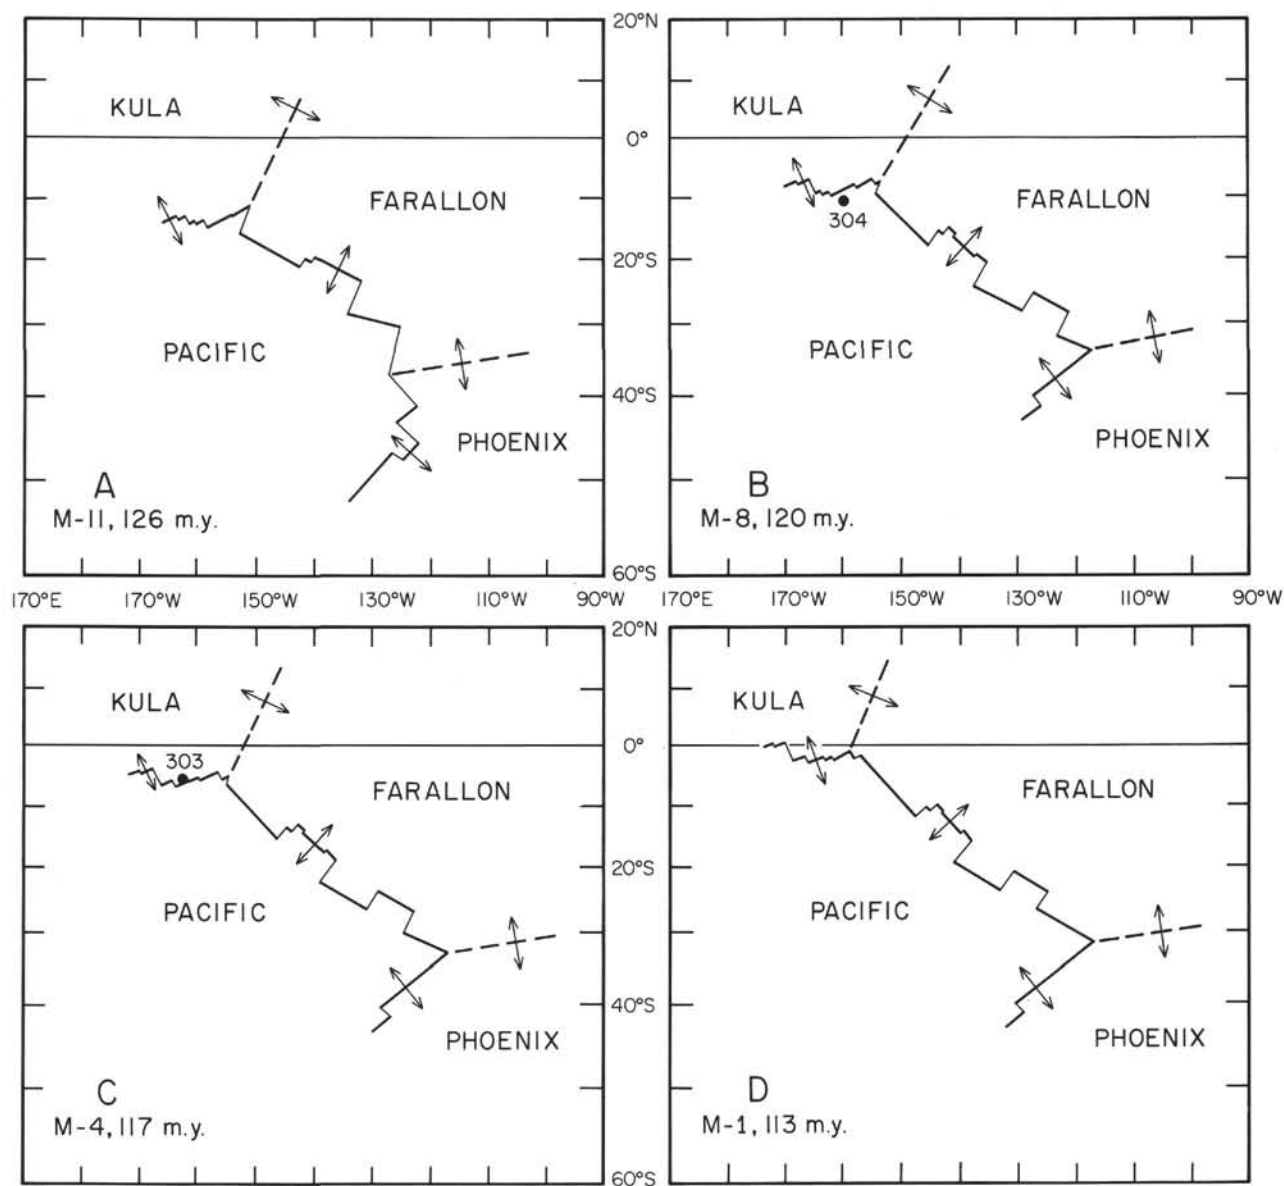 20°N
KULA
0°
FARALLON
20°S
PACIFIC
40°S
PHOENIX
A
M-11, 126 m.y.
60°S
KULA
304
FARALLON
PACIFIC
PHOENIX
B
M-8, 120 m.y.
170°E 170°W 150°W 130°W 110°W 90°W
170°E 170°W 150°W 130°W 110°W 90°W
20°N
KULA
0°
303
FARALLON
20°S
PACIFIC
40°S
PHOENIX
C
M-4, 117 m.y.
60°S
KULA
FARALLON
PACIFIC
PHOENIX
D
M-1, 113 m.y.